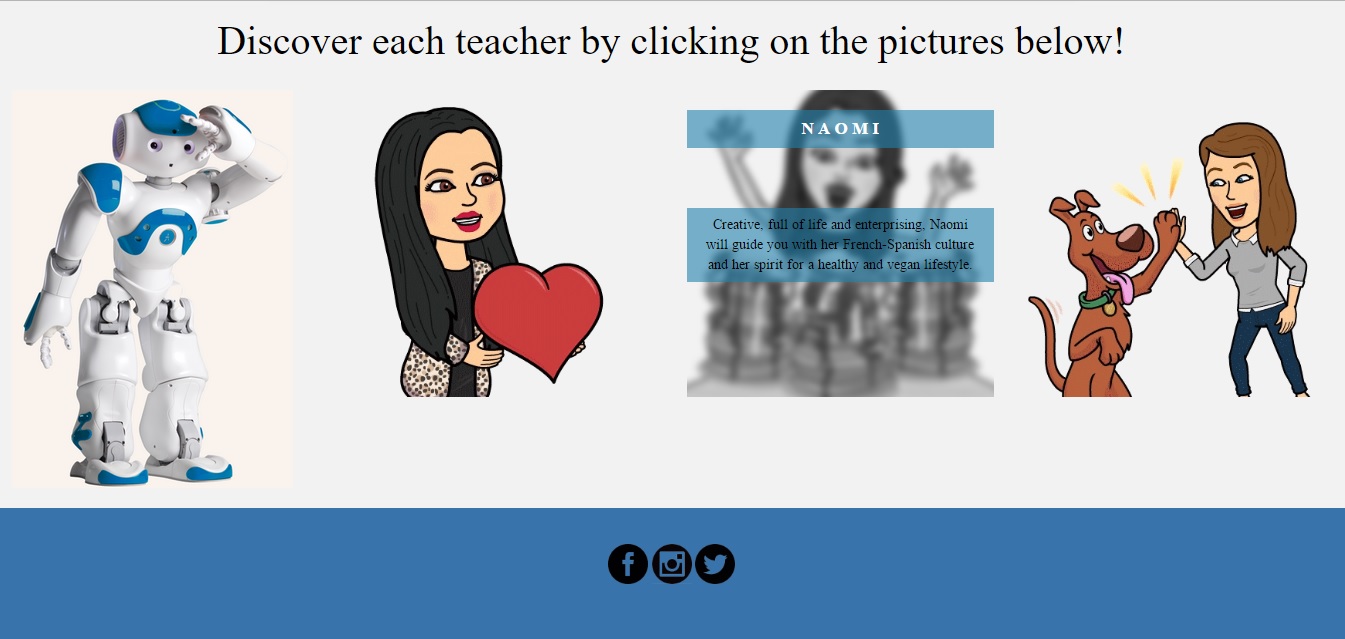 Discover each teacher by clicking on the pictures below!
NAOMI
Creative, full of life and enterprising, Naomi
will guide you with her French-Spanish culture
and her spirit for a healthy and vegan lifestyle.